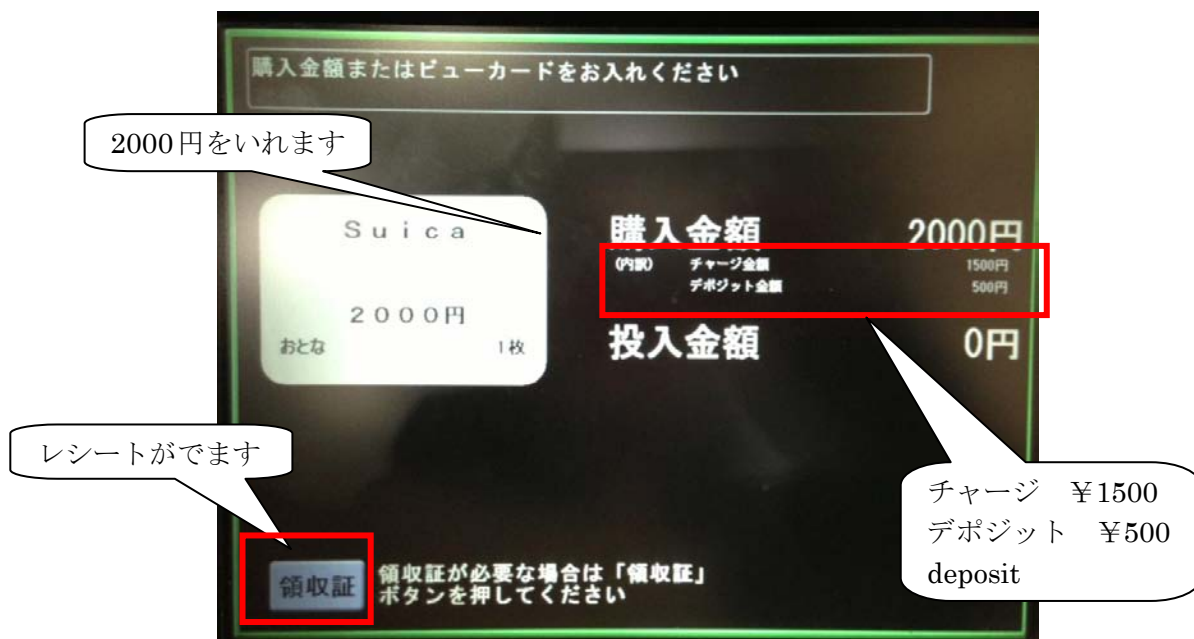 購入金額またはビューカードをお入れください
2000円をいれます
Suica
2000円
おとな 1枚
購入金額 2000円
(内訳) チャージ金額 1500円
デポジット金額 500円
投入金額 0円
レシートがでます
チャージ ￥1500
デポジット ￥500
deposit
領収証
領収証が必要な場合は「領収証」
ボタンを押してください